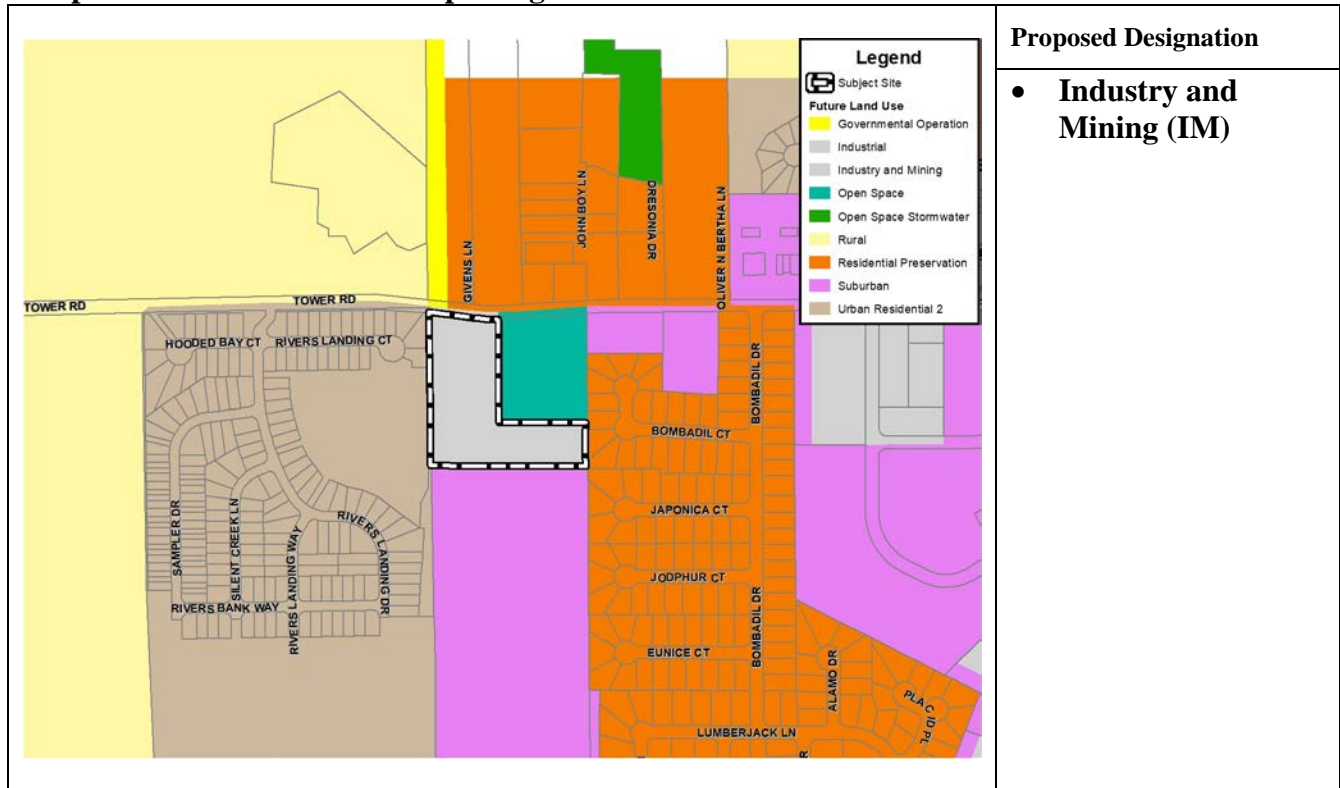 Proposed Designation
• Industry and
Mining (IM)
Legend
Subject Site
Future Land Use
Governmental Operation
Industrial
Industry and Mining
Open Space
Open Space Stormwater
Rural
Residential Preservation
Suburban
Urban Residential 2
GIVENS LN
JOHN BOY LN
DRESONIA DR
OLIVER N BERTHA LN
TOWER RD
TOWER RD
HOODED BAY CT
RIVERS LANDING CT
BOMBADIL DR
BOMBADIL CT
JAPONICA CT
SAMPLER DR
SILENT CREEK LN
RIVERS LANDING WAY
RIVERS LANDING DR
JODPHUR CT
RIVERS BANK WAY
EUNICE CT
BOMBADIL DR
ALAMO DR
PLACID PL
LUMBERJACK LN
R